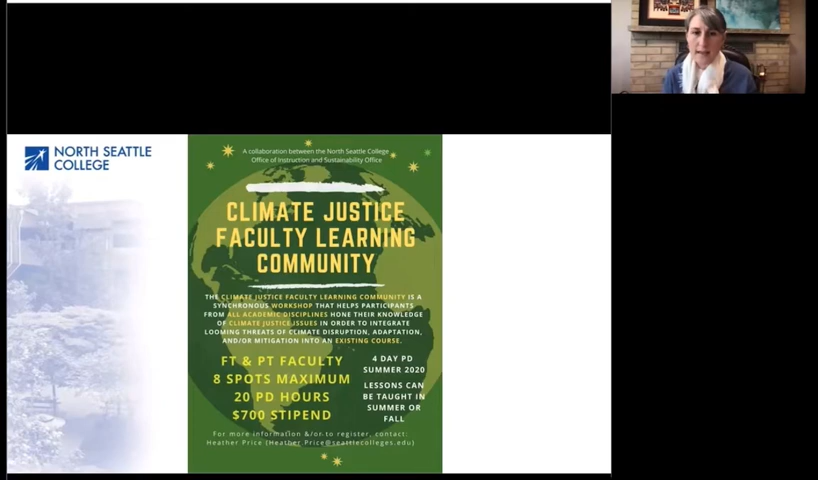 NORTH SEATTLE
COLLEGE
A collaboration between the North Seattle College
Office of Instruction and Sustainability Office
CLIMATE JUSTICE
FACULTY LEARNING
COMMUNITY
THE CLIMATE JUSTICE FACULTY LEARNING COMMUNITY IS A
SYNCHRONOUS WORKSHOP THAT HELPS PARTICIPANTS
FROM ALL ACADEMIC DISCIPLINES HONE THEIR KNOWLEDGE
OF CLIMATE JUSTICE ISSUES IN ORDER TO INTEGRATE
LOOMING THREATS OF CLIMATE DISRUPTION, ADAPTATION,
AND/OR MITIGATION INTO AN EXISTING COURSE.
FT & PT FACULTY
8 SPOTS MAXIMUM
20 PD HOURS
$700 STIPEND
4 DAY PD
SUMMER 2020
LESSONS CAN
BE TAUGHT IN
SUMMER OR
FALL
For more information &/or to register, contact:
Heather Price (Heather.Price@seattlecolleges.edu)